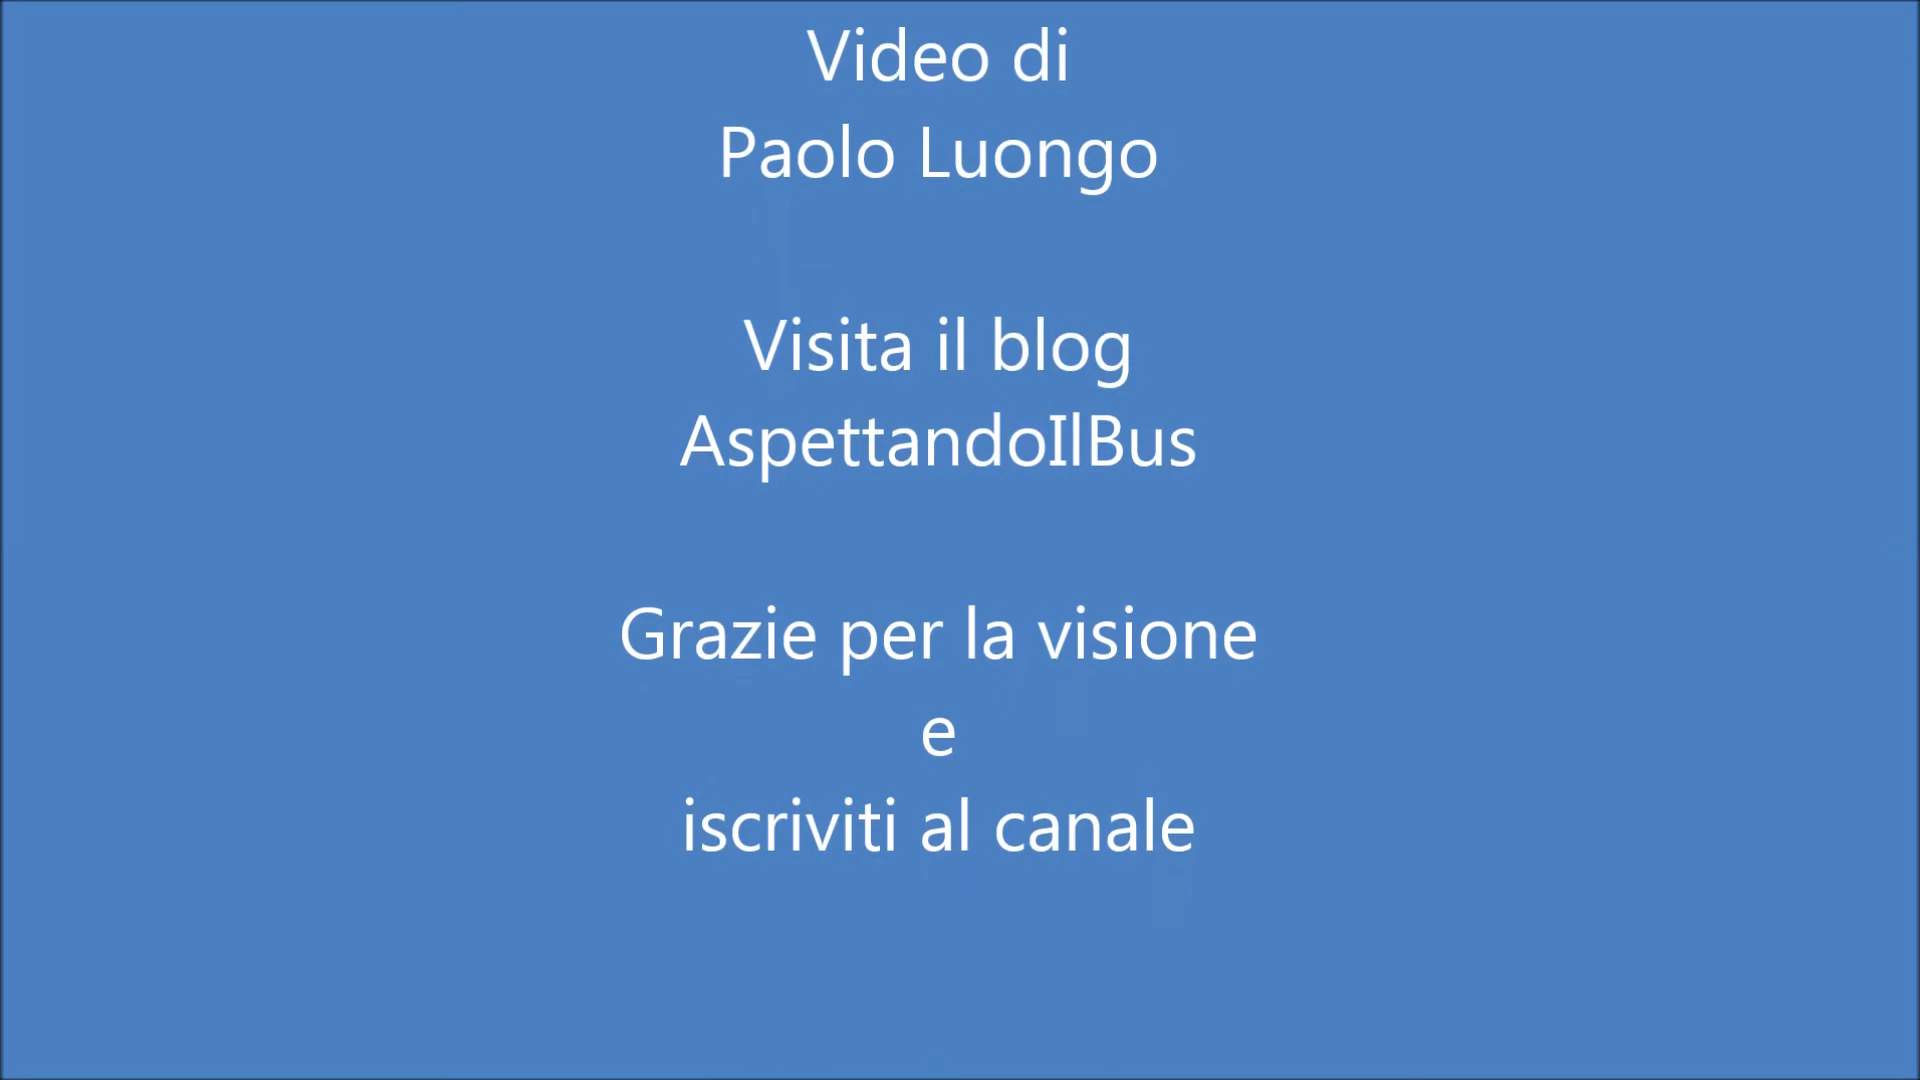 Video di
Paolo Luongo
Visita il blog
AspettandoIlBus
Grazie per la visione
e
iscriviti al canale